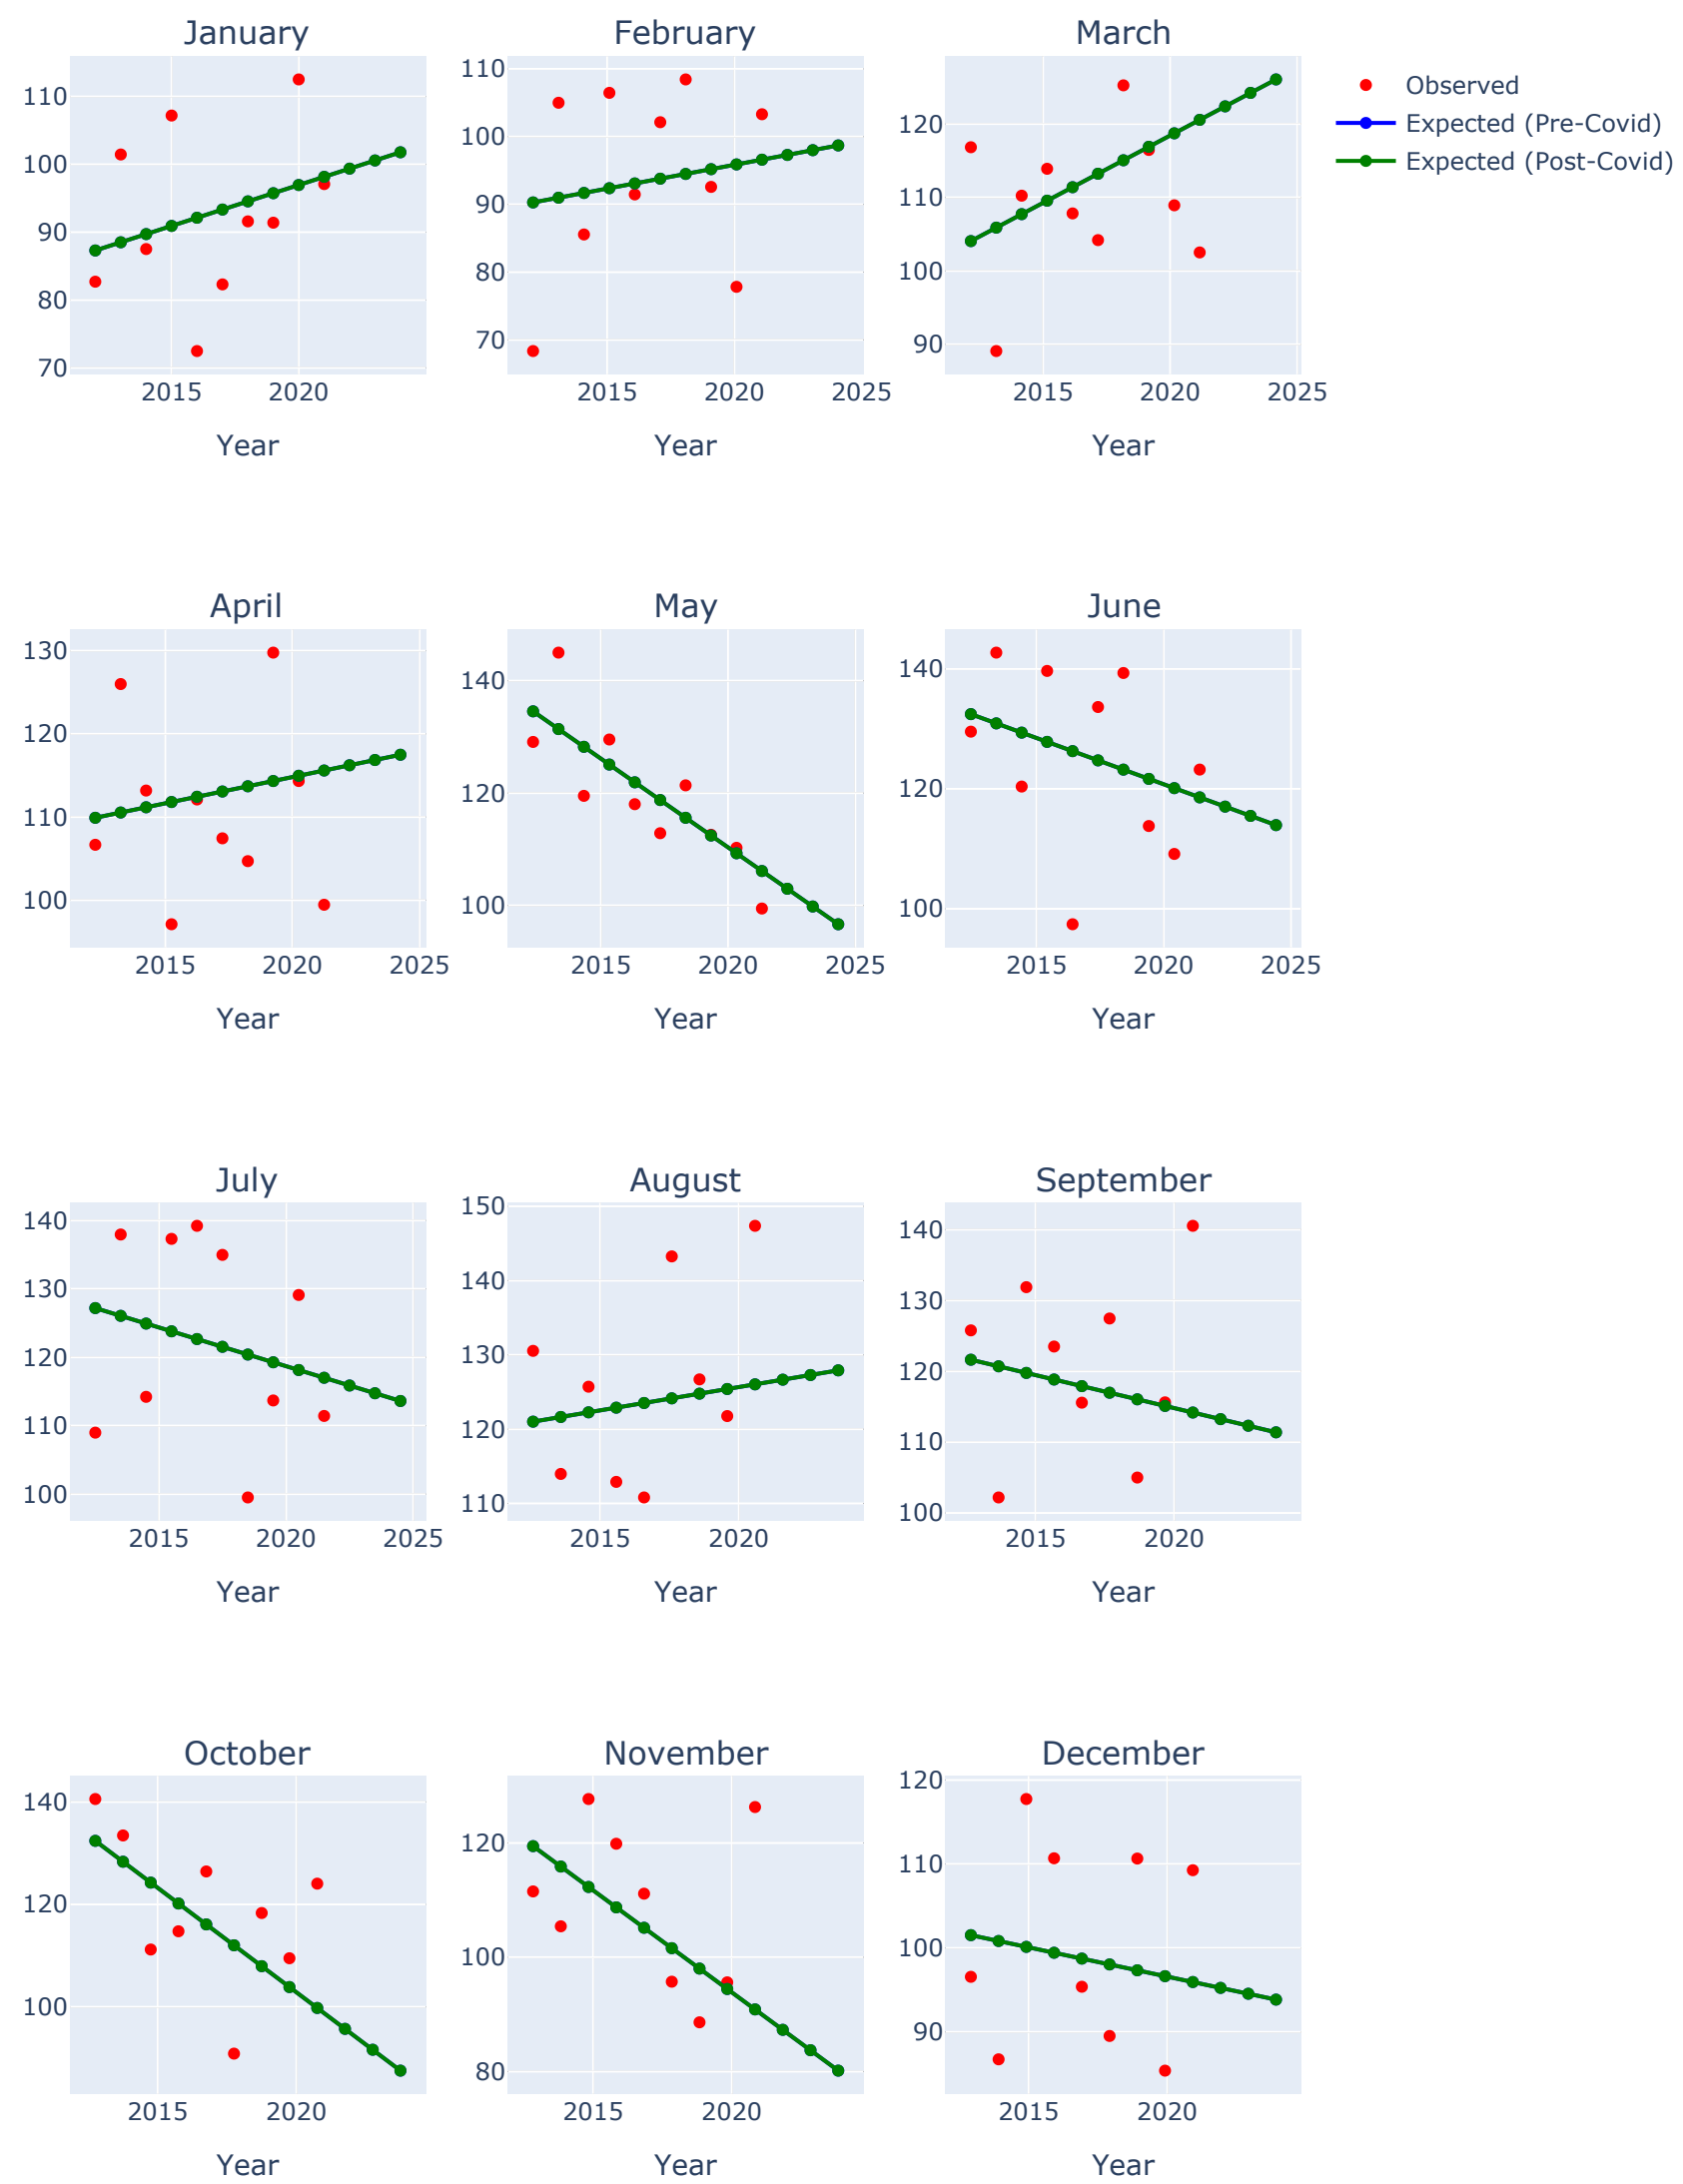 January
February
March
110
100
90
80
70
2015
2020
Year
110
100
90
80
70
2015
2020
2025
Year
120
110
100
90
2015
2020
2025
Year
Observed
Expected (Pre-Covid)
Expected (Post-Covid)
April
May
June
130
120
110
100
2015
2020
2025
Year
140
120
100
2015
2020
2025
Year
140
120
100
2015
2020
2025
Year
July
August
September
140
130
120
110
100
2015
2020
2025
Year
150
140
130
120
110
2015
2020
Year
140
130
120
110
100
2015
2020
Year
October
November
December
140
120
100
2015
2020
Year
120
100
80
2015
2020
Year
120
110
100
90
2015
2020
Year